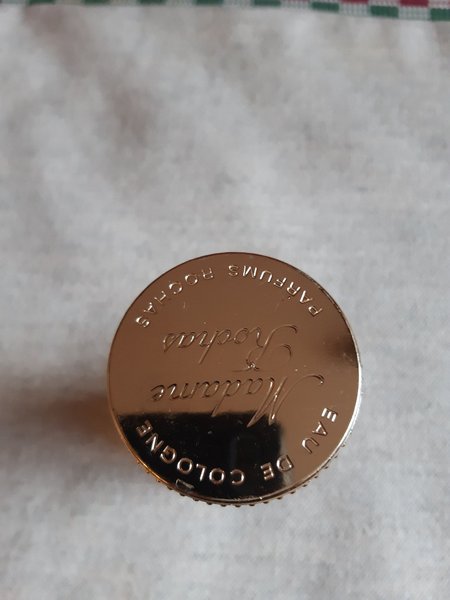 EAU DE COLOGNE
Madame
Rochas
PARFUMS ROCHAS